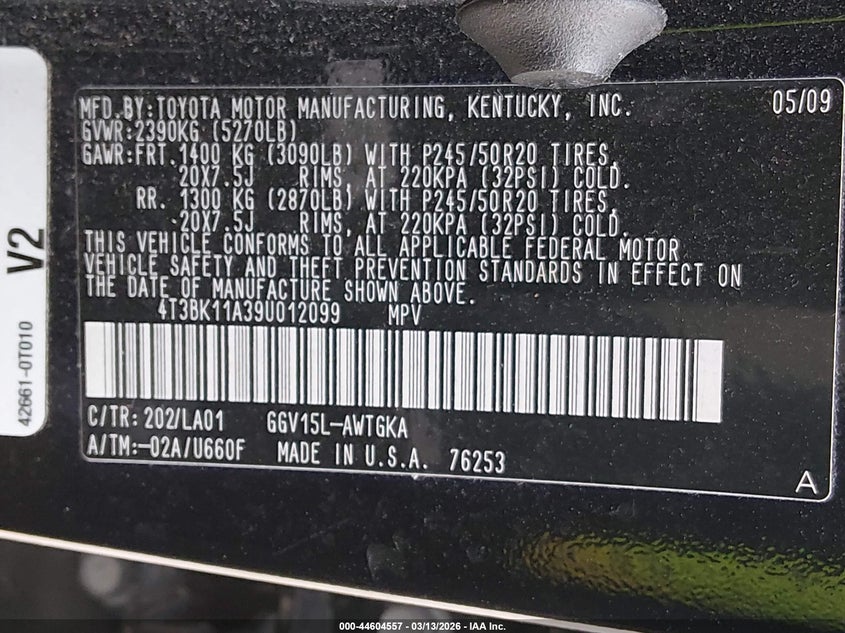 MFD.BY:TOYOTA MOTOR MANUFACTURING, KENTUCKY, INC. 05/09
GVWR:2390KG (5270LB)
GAWR:FRT.1400 KG (3090LB) WITH P245/50R20 TIRES,
20X7.5J RIMS, AT 220KPA (32PSI) COLD.
RR. 1300 KG (2870LB) WITH P245/50R20 TIRES,
20X7.5J RIMS, AT 220KPA (32PSI) COLD.
THIS VEHICLE CONFORMS TO ALL APPLICABLE FEDERAL MOTOR
VEHICLE SAFETY AND THEFT PREVENTION STANDARDS IN EFFECT ON
THE DATE OF MANUFACTURE SHOWN ABOVE.
4T3BK11A39U012099 MPV
C/TR:202/LA01 GGV15L-AWTGKA
A/TM:-02A/U660F MADE IN U.S.A. 76253
A
V2
42661-0T010
000-44604557 - 03/13/2026 - IAA Inc.